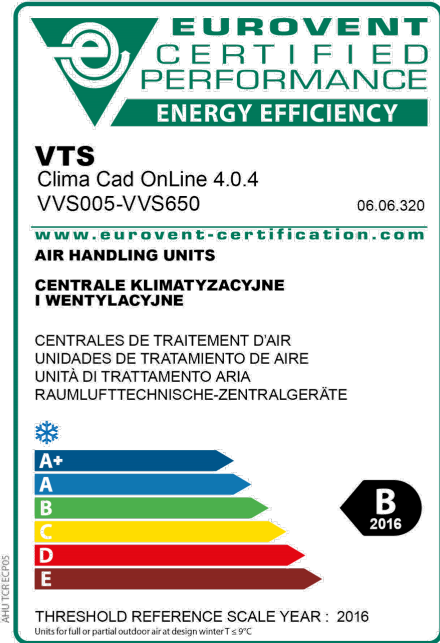 EUROVENT
CERTIFIED
PERFORMANCE
ENERGY EFFICIENCY
VTS
Clima Cad OnLine 4.0.4
VVS005-VVS650
06.06.320
www.eurovent-certification.com
AIR HANDLING UNITS
CENTRALE KLIMATYZACYJNE
I WENTYLACYJNE
CENTRALES DE TRAITEMENT D'AIR
UNIDADES DE TRATAMIENTO DE AIRE
UNITÀ DI TRATTAMENTO ARIA
RAUMLUFTTECHNISCHE-ZENTRALGERÄTE
A+
A
B
C
D
E
B
2016
THRESHOLD REFERENCE SCALE YEAR : 2016
Units for full or partial outdoor air at design winter T ≤ 9°C
AHU TCR ECP05